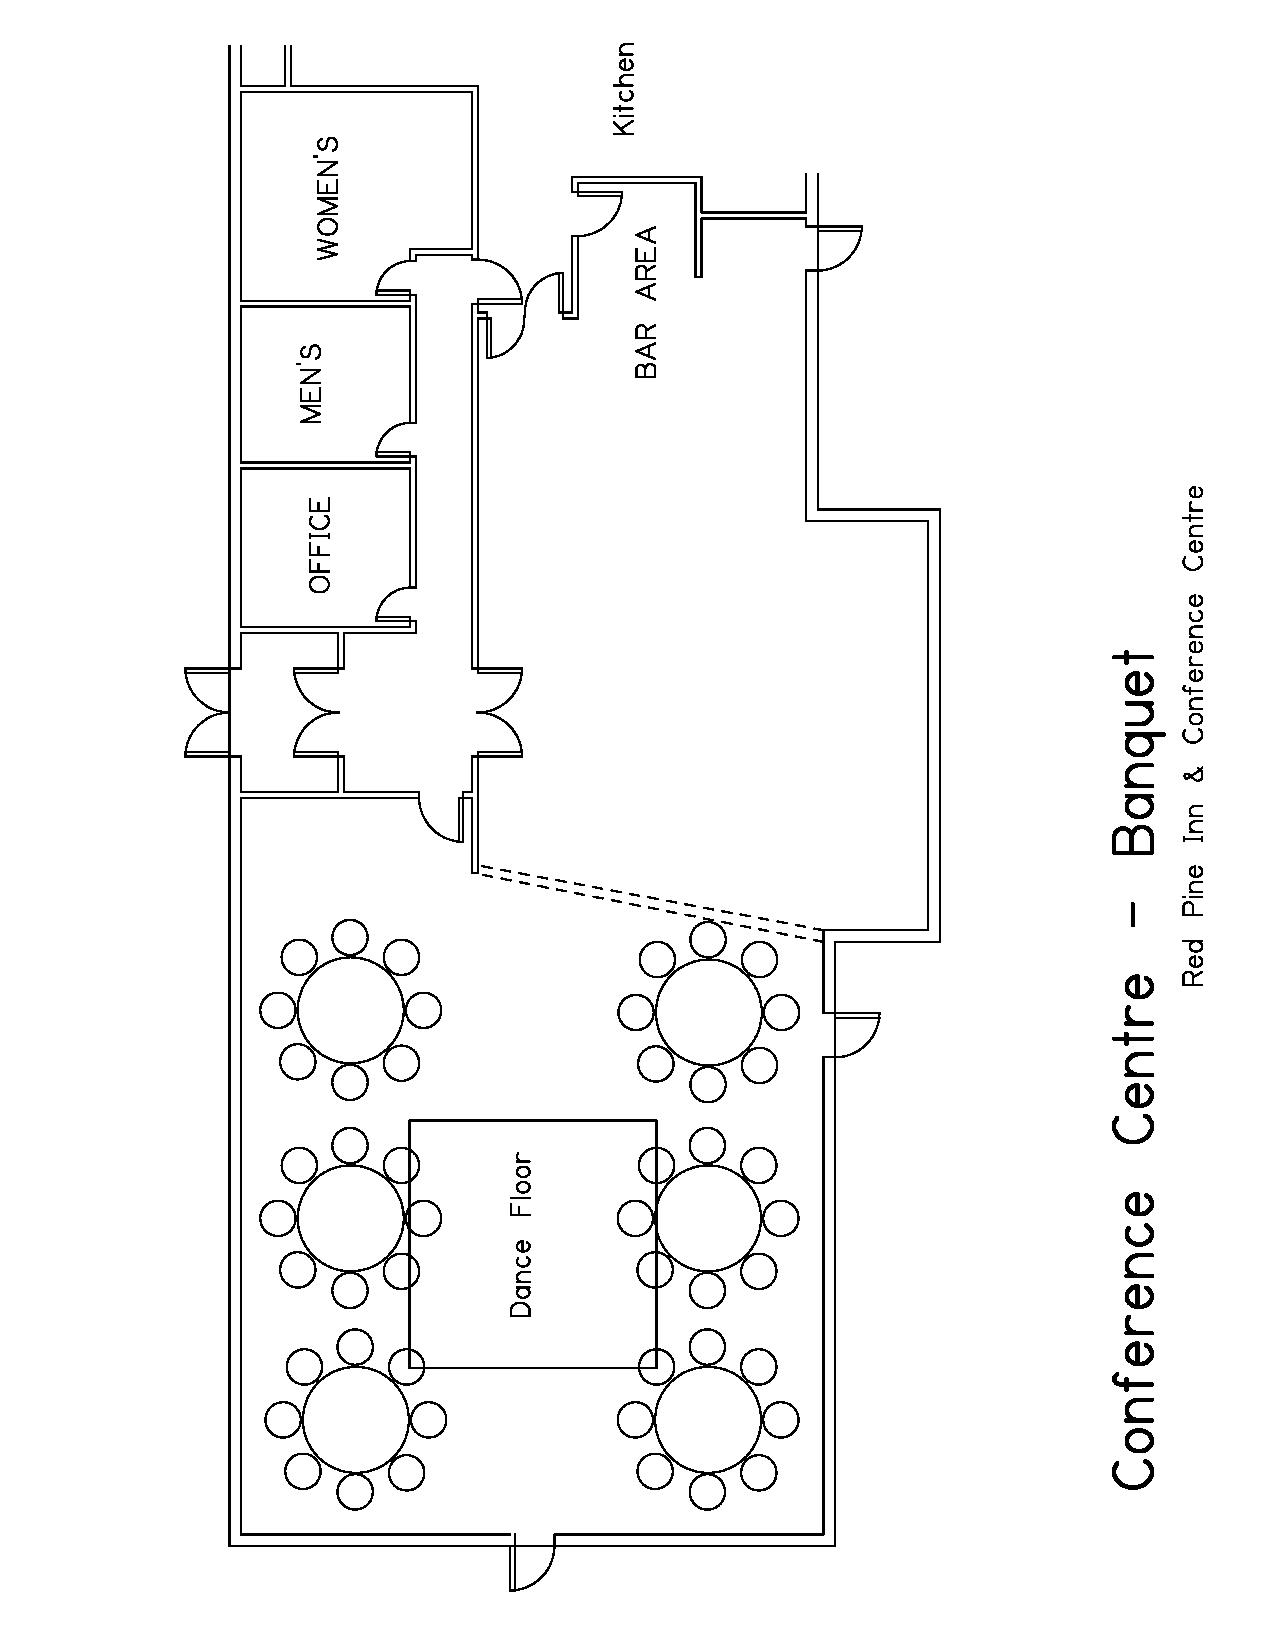 Kitchen
WOMEN'S
MEN'S
OFFICE
BAR AREA
Dance Floor
Conference Centre - Banquet
Red Pine Inn & Conference Centre